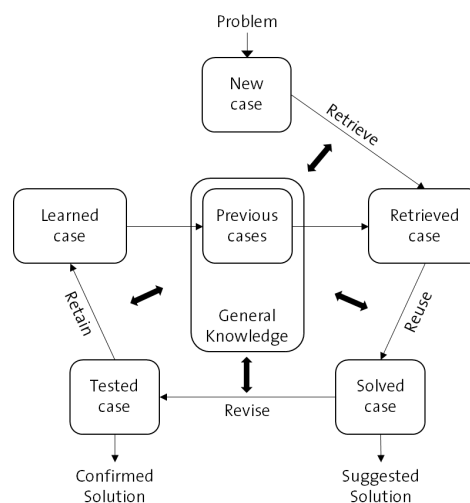 Problem
New
case
Retrieve
Learned
case
Previous
cases
Retrieved
case
General
Knowledge
Retain
Reuse
Tested
case
Revise
Solved
case
Confirmed
Solution
Suggested
Solution